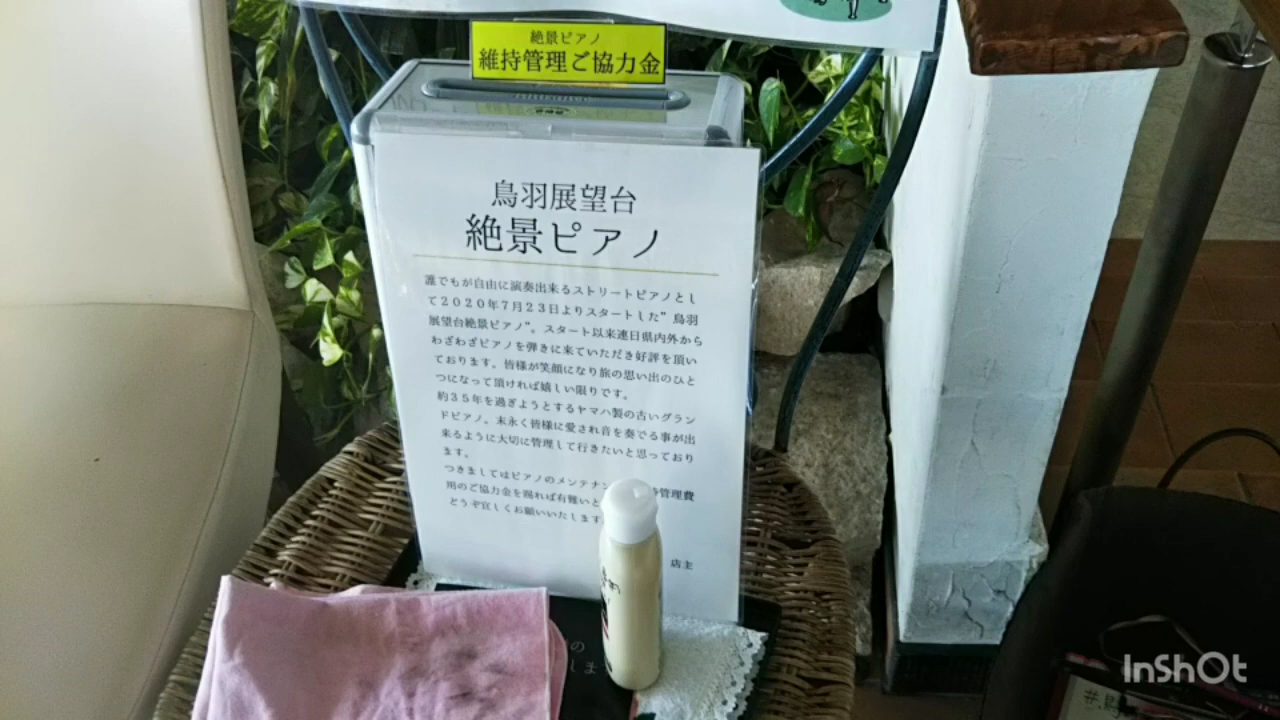 絶景ピアノ
維持管理ご協力金
鳥羽展望台
絶景ピアノ
誰でもが自由に演奏出来るストリートピアノとし
て2020年7月23日よりスタートした”鳥羽
展望台絶景ピアノ”。スタート以来連日県内外から
わざわざピアノを弾きに来ていただき好評を頂い
ております。皆様が笑顔になり旅の思い出のひと
つになって頂ければ嬉しい限りです。
約35年を過ぎようとするヤマハ製の古いグラン
ドピアノ。末永く皆様に愛され音を奏でる事が出
来るように大切に管理して行きたいと思っており
ます。
つきましてはピアノのメンテナン 管理費
用のご協力金を賜れば有難いと
どうぞ宜しくお願いいたします
店主
の
しま
InShOt